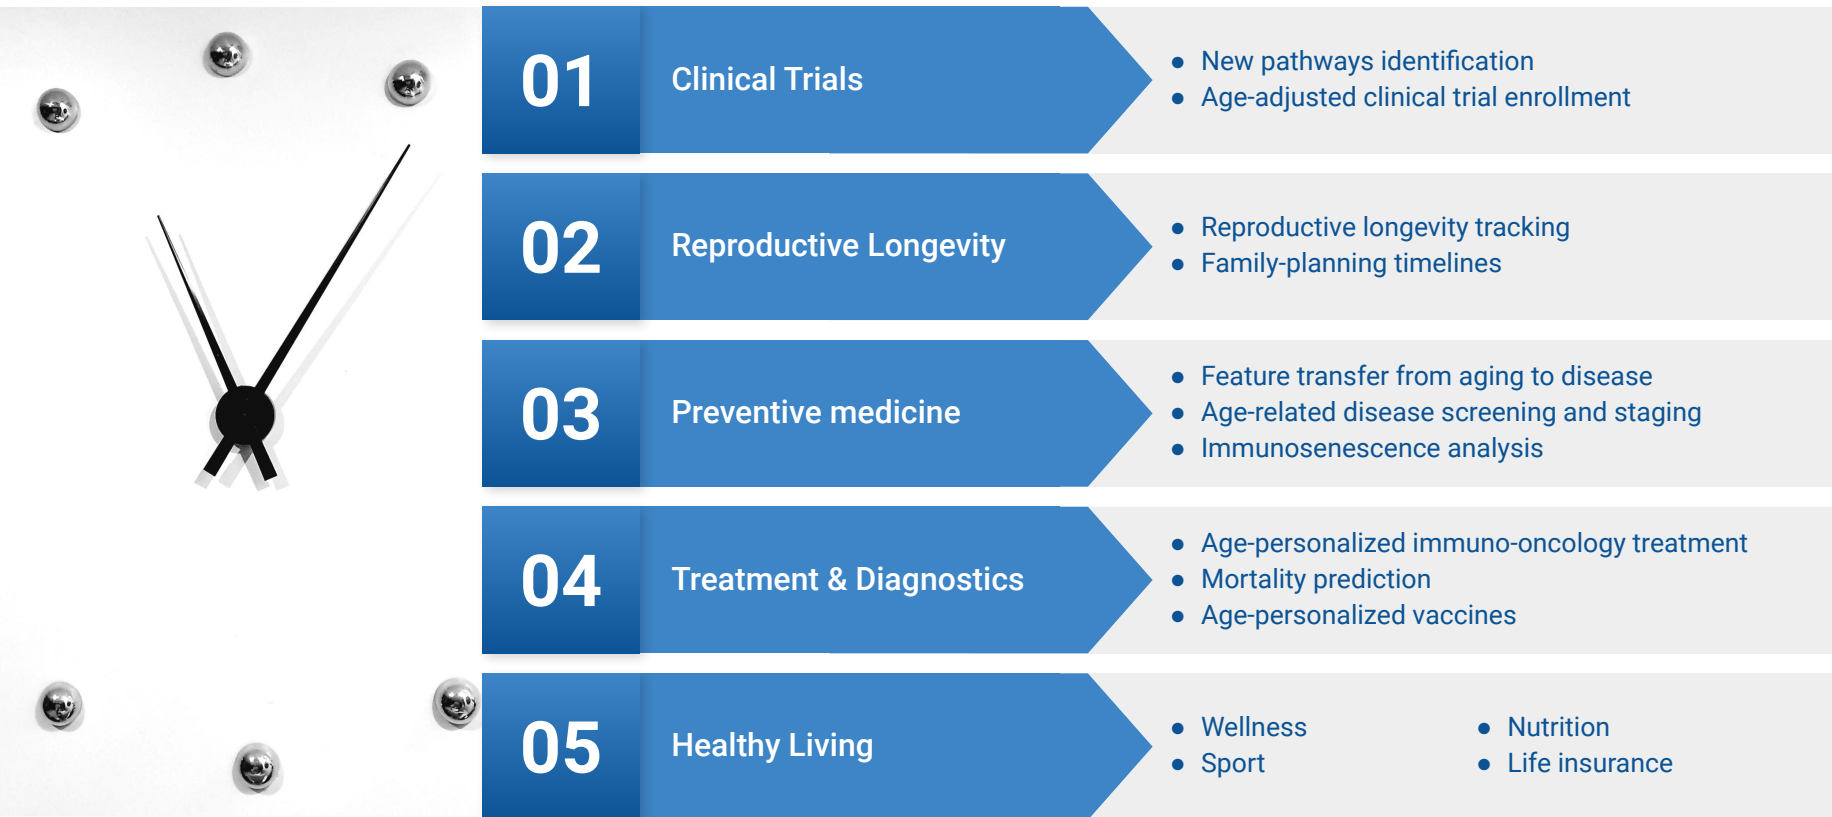 01
Clinical Trials
● New pathways identification
● Age-adjusted clinical trial enrollment
02
Reproductive Longevity
● Reproductive longevity tracking
● Family-planning timelines
03
Preventive medicine
● Feature transfer from aging to disease
● Age-related disease screening and staging
● Immunosenescence analysis
04
Treatment & Diagnostics
● Age-personalized immuno-oncology treatment
● Mortality prediction
● Age-personalized vaccines
05
Healthy Living
● Wellness
● Sport
● Nutrition
● Life insurance